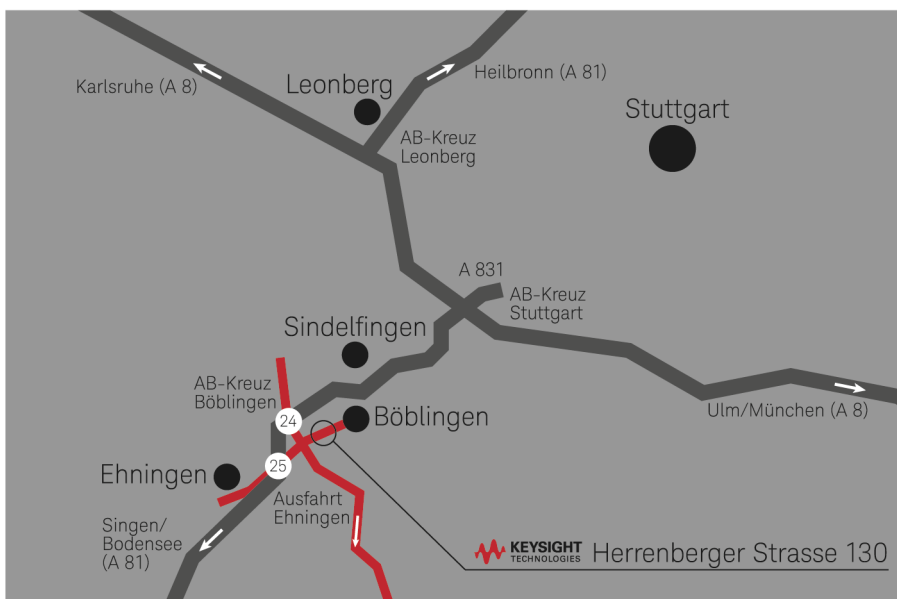 Karlsruhe (A 8)
Leonberg
Heilbronn (A 81)
Stuttgart
AB-Kreuz
Leonberg
A 831
AB-Kreuz
Stuttgart
Sindelfingen
AB-Kreuz
Böblingen
24
Böblingen
Ulm/München (A 8)
Ehningen
25
Ausfahrt
Ehningen
Singen/
Bodensee
(A 81)
KEYSIGHT
TECHNOLOGIES
Herrenberger Strasse 130